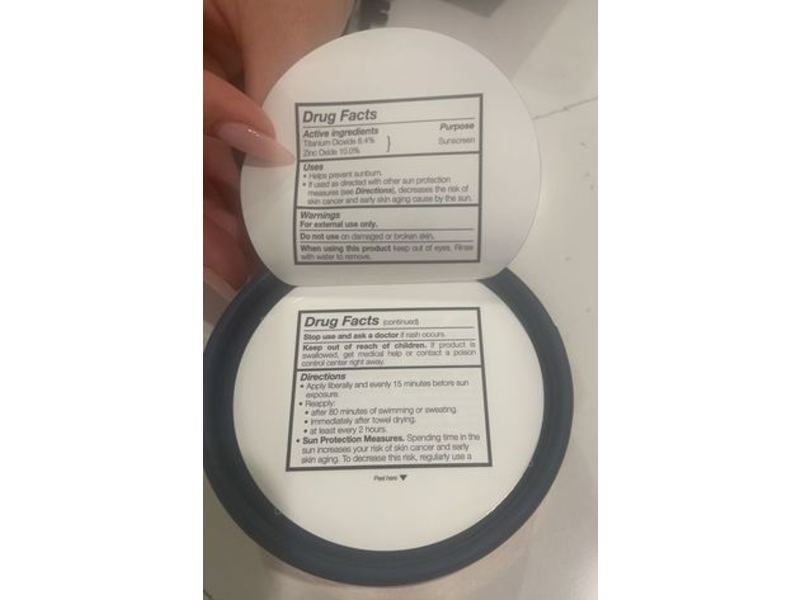 Drug Facts
Active ingredients Purpose
Titanium Dioxide 6.4% } Sunscreen
Zinc Oxide 10.0%
Uses
• Helps prevent sunburn.
• If used as directed with other sun protection
measures (see Directions), decreases the risk of
skin cancer and early skin aging cause by the sun.
Warnings
For external use only.
Do not use on damaged or broken skin.
When using this product keep out of eyes. Rinse
with water to remove.
Drug Facts (continued)
Stop use and ask a doctor if rash occurs.
Keep out of reach of children. If product is
swallowed, get medical help or contact a poison
control center right away.
Directions
• Apply liberally and evenly 15 minutes before sun
exposure.
• Reapply:
• after 80 minutes of swimming or sweating.
• immediately after towel drying.
• at least every 2 hours.
• Sun Protection Measures. Spending time in the
sun increases your risk of skin cancer and early
skin aging. To decrease this risk, regularly use a
Peel here ▼